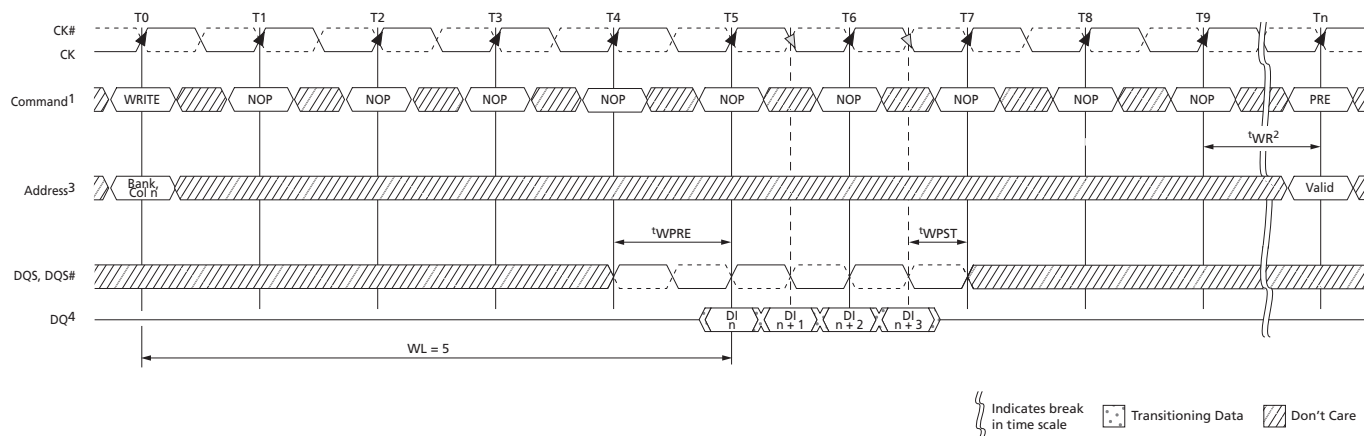 T0 T1 T2 T3 T4 T5 T6 T7 T8 T9 Tn
CK#
CK
Command1 WRITE NOP NOP NOP NOP NOP NOP NOP NOP NOP PRE
tWR2
Address3 Bank, Col n Valid
tWPRE tWPST
DQS, DQS#
DQ4 DI n DI n + 1 DI n + 2 DI n + 3
WL = 5
Indicates break in time scale
Transitioning Data
Don't Care